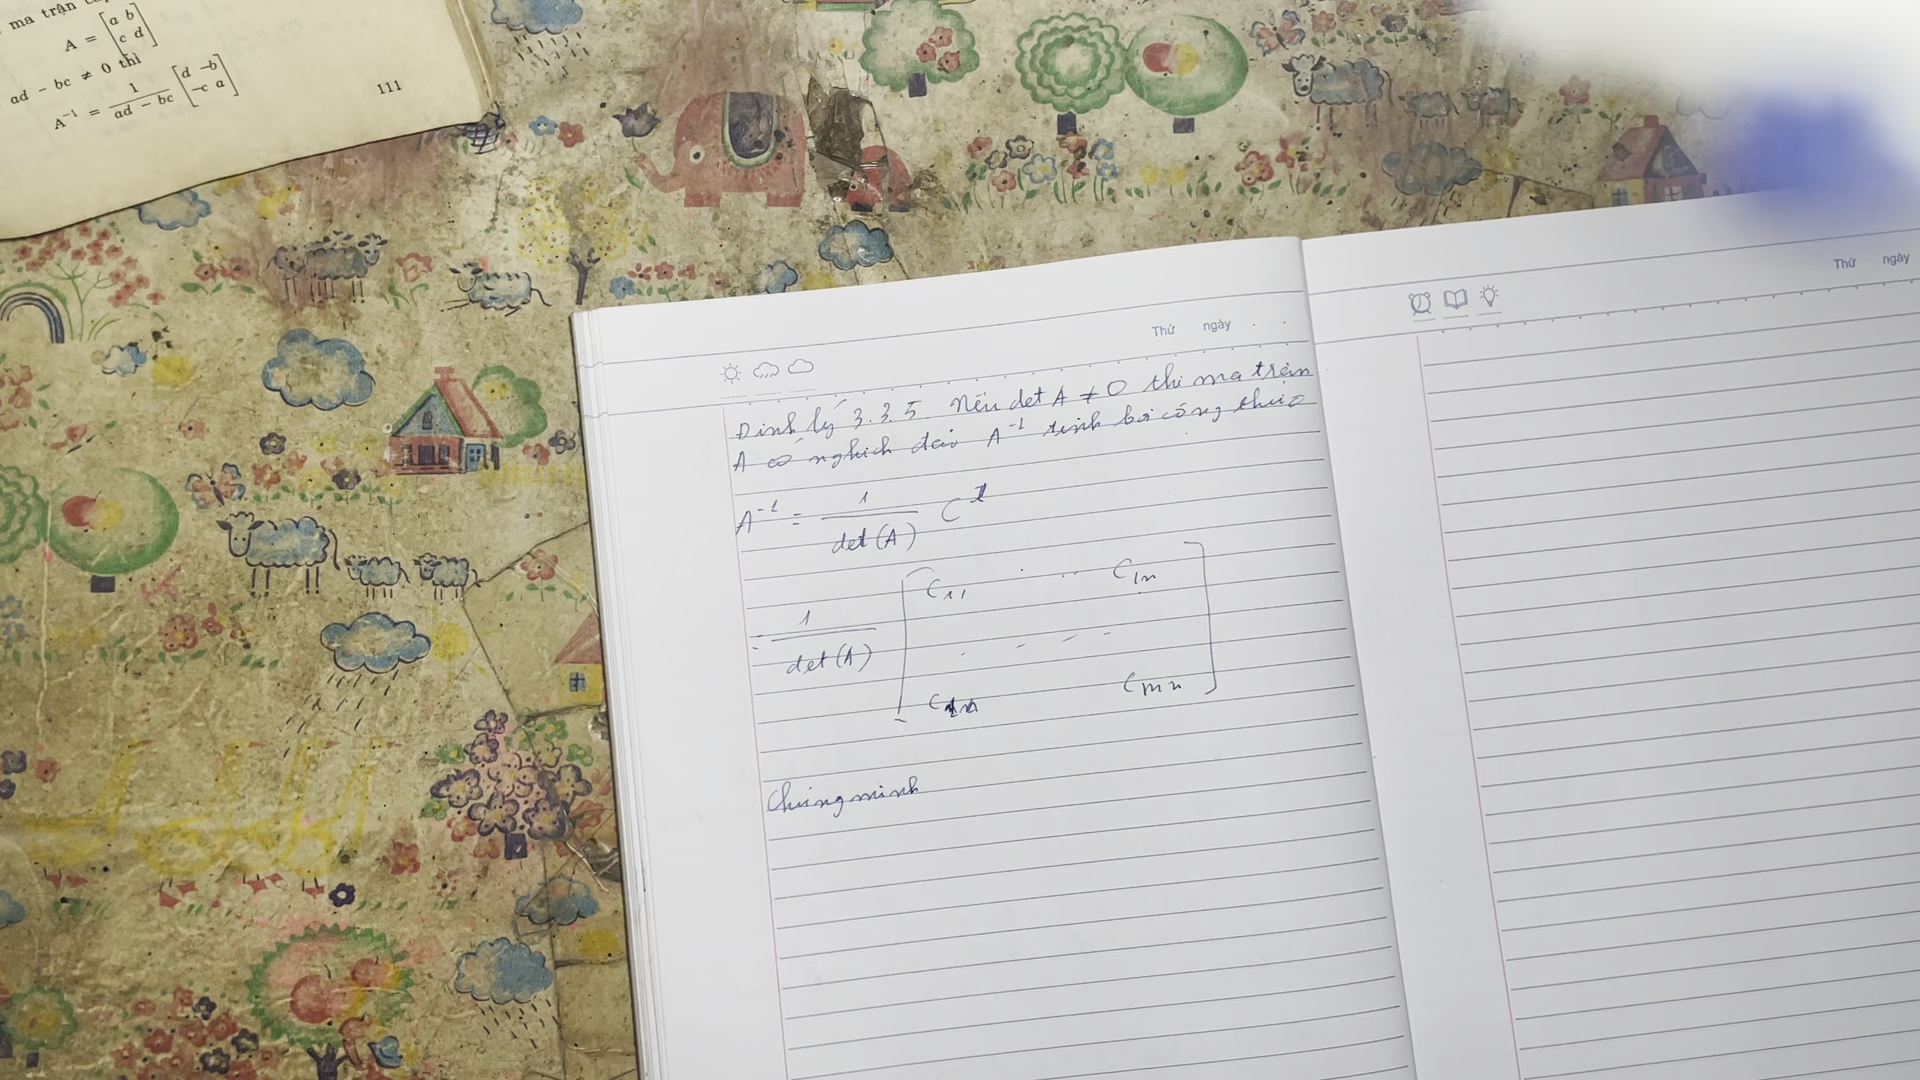 ma trận
A = [a b
c d]
ad - bc ≠ 0 thì
A⁻¹ = 1/(ad - bc) [d -b
-c a]
111
Thứ ngày
Thứ ngày
Định lý 3.3.5. Nếu det A ≠ 0 thì ma trận
A có nghịch đảo A⁻¹ tính bởi công thức
A⁻¹ = 1/det(A) Cᵗ
= 1/det(A) [C₁₁ ... C₁ₙ
. - - -
C₁ₙ Cₘₙ]
Chứng minh